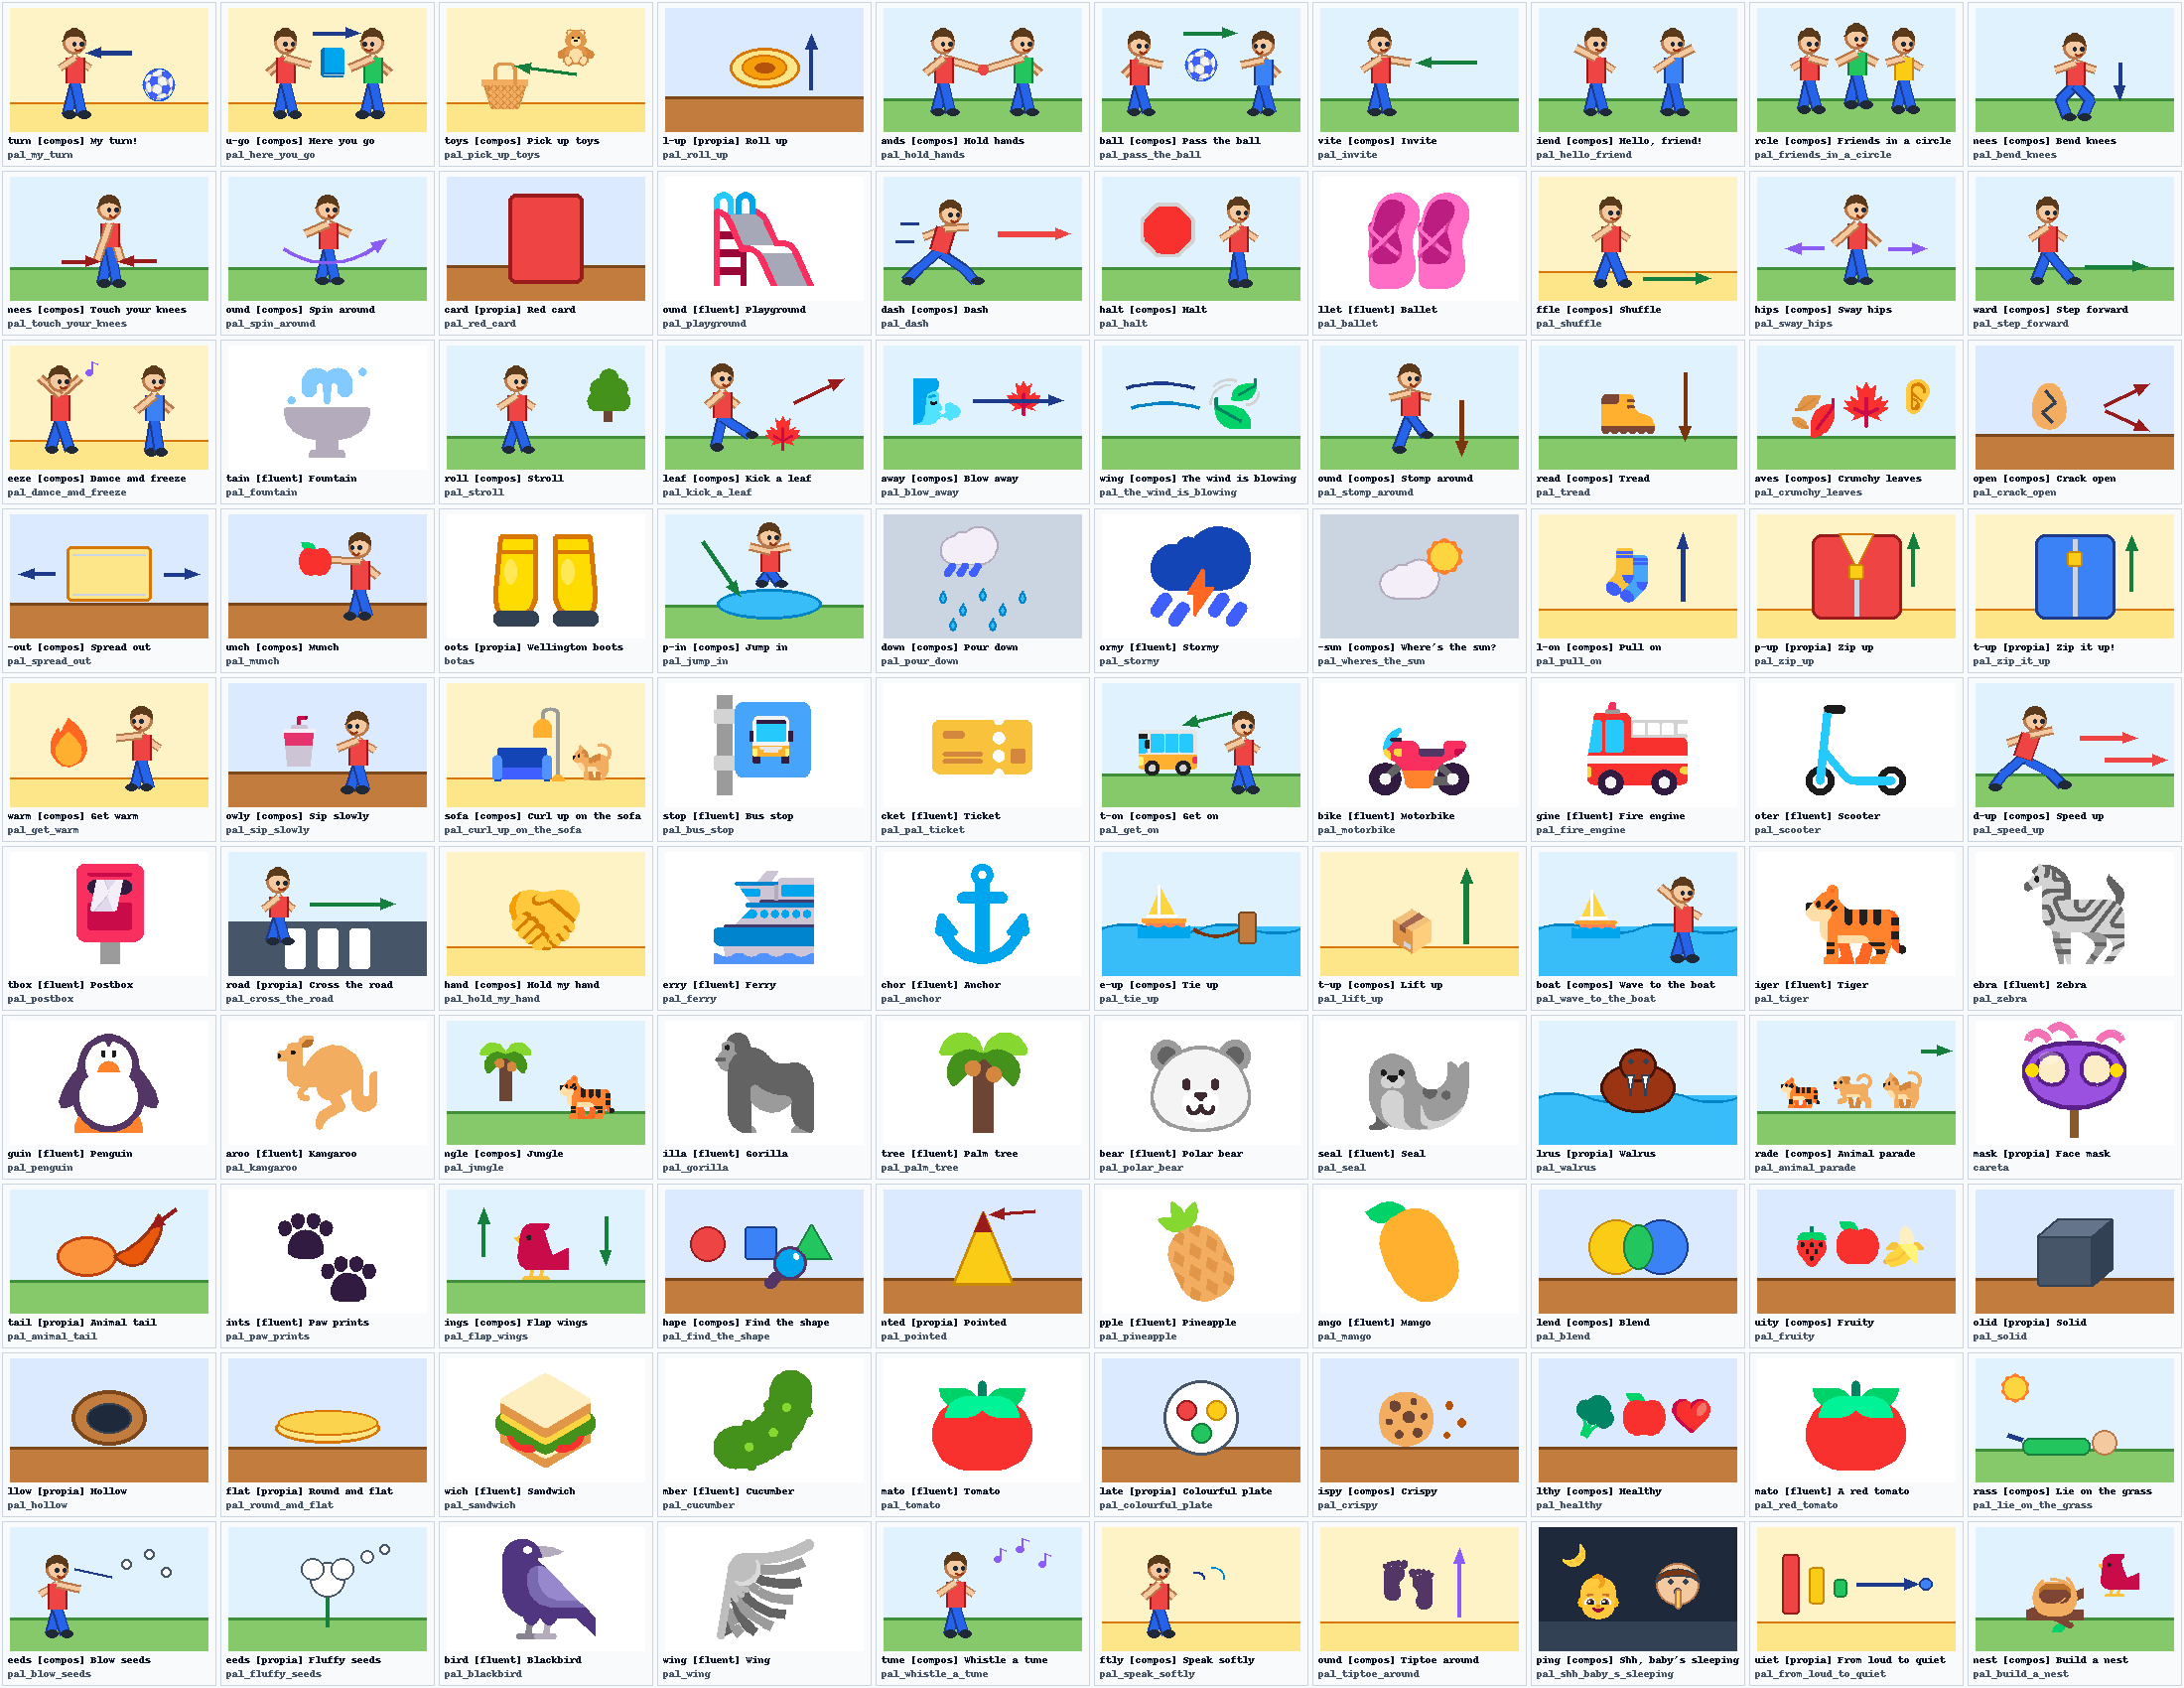 turn [compos] My turn!
pal_my_turn
u-go [compos] Here you go
pal_here_you_go
toys [compos] Pick up toys
pal_pick_up_toys
l-up [propia] Roll up
pal_roll_up
ands [compos] Hold hands
pal_hold_hands
ball [compos] Pass the ball
pal_pass_the_ball
vite [compos] Invite
pal_invite
iend [compos] Hello, friend!
pal_hello_friend
rcle [compos] Friends in a circle
pal_friends_in_a_circle
nees [compos] Bend knees
pal_bend_knees
nees [compos] Touch your knees
pal_touch_your_knees
ound [compos] Spin around
pal_spin_around
card [propia] Red card
pal_red_card
ound [fluent] Playground
pal_playground
dash [compos] Dash
pal_dash
halt [compos] Halt
pal_halt
llet [fluent] Ballet
pal_ballet
ffle [compos] Shuffle
pal_shuffle
hips [compos] Sway hips
pal_sway_hips
ward [compos] Step forward
pal_step_forward
eeze [compos] Dance and freeze
pal_dance_and_freeze
tain [fluent] Fountain
pal_fountain
roll [compos] Stroll
pal_stroll
leaf [compos] Kick a leaf
pal_kick_a_leaf
away [compos] Blow away
pal_blow_away
wing [compos] The wind is blowing
pal_the_wind_is_blowing
ound [compos] Stomp around
pal_stomp_around
read [compos] Tread
pal_tread
aves [compos] Crunchy leaves
pal_crunchy_leaves
open [compos] Crack open
pal_crack_open
-out [compos] Spread out
pal_spread_out
unch [compos] Munch
pal_munch
oots [propia] Wellington boots
botas
p-in [compos] Jump in
pal_jump_in
down [compos] Pour down
pal_pour_down
ormy [fluent] Stormy
pal_stormy
-sun [compos] Where's the sun?
pal_wheres_the_sun
l-on [compos] Pull on
pal_pull_on
p-up [propia] Zip up
pal_zip_up
t-up [propia] Zip it up!
pal_zip_it_up
warm [compos] Get warm
pal_get_warm
owly [compos] Sip slowly
pal_sip_slowly
sofa [compos] Curl up on the sofa
pal_curl_up_on_the_sofa
stop [fluent] Bus stop
pal_bus_stop
cket [fluent] Ticket
pal_pal_ticket
t-on [compos] Get on
pal_get_on
bike [fluent] Motorbike
pal_motorbike
gine [fluent] Fire engine
pal_fire_engine
oter [fluent] Scooter
pal_scooter
d-up [compos] Speed up
pal_speed_up
tbox [fluent] Postbox
pal_postbox
road [propia] Cross the road
pal_cross_the_road
hand [compos] Hold my hand
pal_hold_my_hand
erry [fluent] Ferry
pal_ferry
chor [fluent] Anchor
pal_anchor
e-up [compos] Tie up
pal_tie_up
t-up [compos] Lift up
pal_lift_up
boat [compos] Wave to the boat
pal_wave_to_the_boat
iger [fluent] Tiger
pal_tiger
ebra [fluent] Zebra
pal_zebra
guin [fluent] Penguin
pal_penguin
aroo [fluent] Kangaroo
pal_kangaroo
ngle [compos] Jungle
pal_jungle
illa [fluent] Gorilla
pal_gorilla
tree [fluent] Palm tree
pal_palm_tree
bear [fluent] Polar bear
pal_polar_bear
seal [fluent] Seal
pal_seal
lrus [propia] Walrus
pal_walrus
rade [compos] Animal parade
pal_animal_parade
mask [propia] Face mask
careta
tail [propia] Animal tail
pal_animal_tail
ints [fluent] Paw prints
pal_paw_prints
ings [compos] Flap wings
pal_flap_wings
hape [compos] Find the shape
pal_find_the_shape
nted [propia] Pointed
pal_pointed
pple [fluent] Pineapple
pal_pineapple
ango [fluent] Mango
pal_mango
lend [compos] Blend
pal_blend
uity [compos] Fruity
pal_fruity
olid [propia] Solid
pal_solid
llow [propia] Hollow
pal_hollow
flat [propia] Round and flat
pal_round_and_flat
wich [fluent] Sandwich
pal_sandwich
mber [fluent] Cucumber
pal_cucumber
mato [fluent] Tomato
pal_tomato
late [propia] Colourful plate
pal_colourful_plate
ispy [compos] Crispy
pal_crispy
lthy [compos] Healthy
pal_healthy
mato [fluent] A red tomato
pal_red_tomato
rass [compos] Lie on the grass
pal_lie_on_the_grass
eeds [compos] Blow seeds
pal_blow_seeds
eeds [propia] Fluffy seeds
pal_fluffy_seeds
bird [fluent] Blackbird
pal_blackbird
wing [fluent] Wing
pal_wing
tune [compos] Whistle a tune
pal_whistle_a_tune
ftly [compos] Speak softly
pal_speak_softly
ound [compos] Tiptoe around
pal_tiptoe_around
ping [compos] Shh, baby's sleeping
pal_shh_baby_s_sleeping
uiet [propia] From loud to quiet
pal_from_loud_to_quiet
nest [compos] Build a nest
pal_build_a_nest